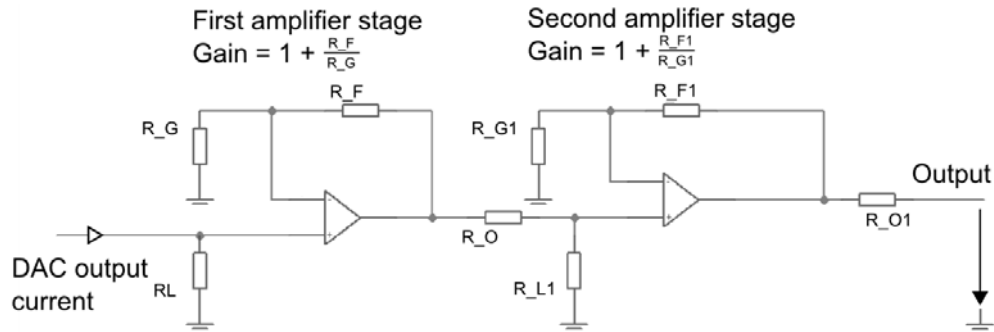 First amplifier stage
Gain = 1 + R_F/R_G
Second amplifier stage
Gain = 1 + R_F1/R_G1
R_F
R_F1
R_G
R_G1
-
+
-
+
Output
R_O
R_O1
DAC output
current
RL
R_L1